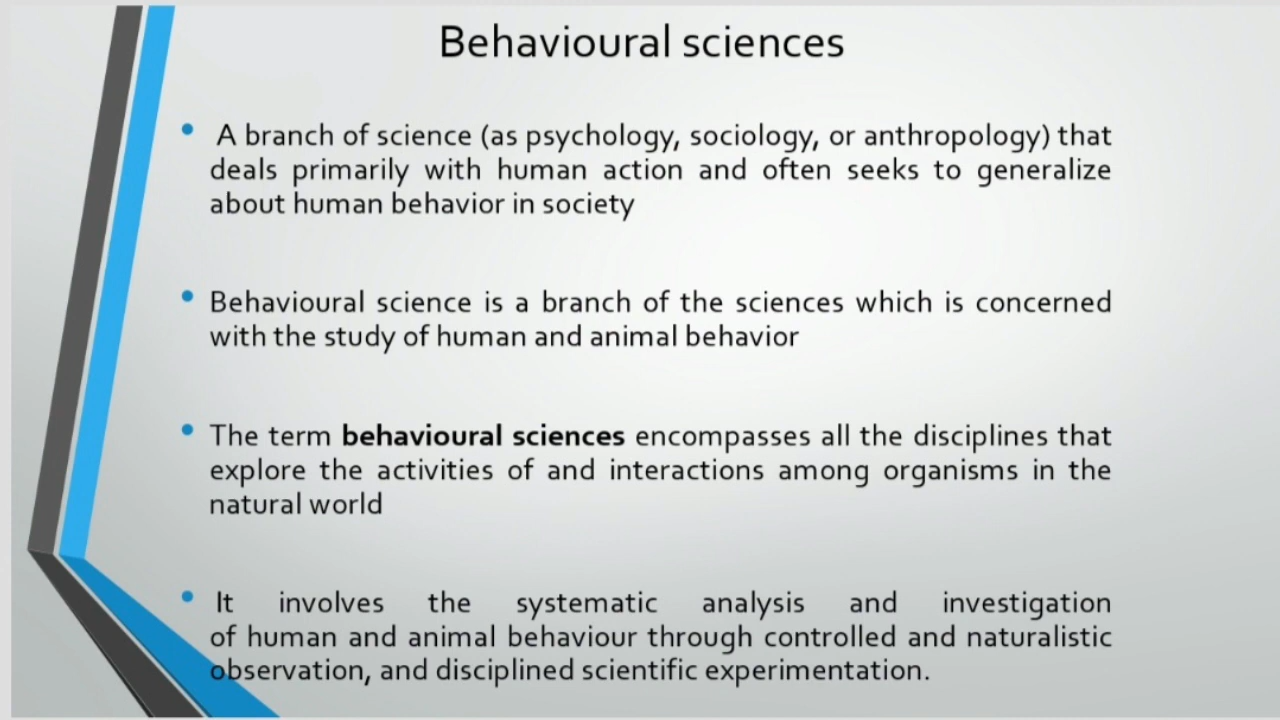 Behavioural sciences
• A branch of science (as psychology, sociology, or anthropology) that
deals primarily with human action and often seeks to generalize
about human behavior in society
• Behavioural science is a branch of the sciences which is concerned
with the study of human and animal behavior
• The term behavioural sciences encompasses all the disciplines that
explore the activities of and interactions among organisms in the
natural world
• It involves the systematic analysis and investigation
of human and animal behaviour through controlled and naturalistic
observation, and disciplined scientific experimentation.